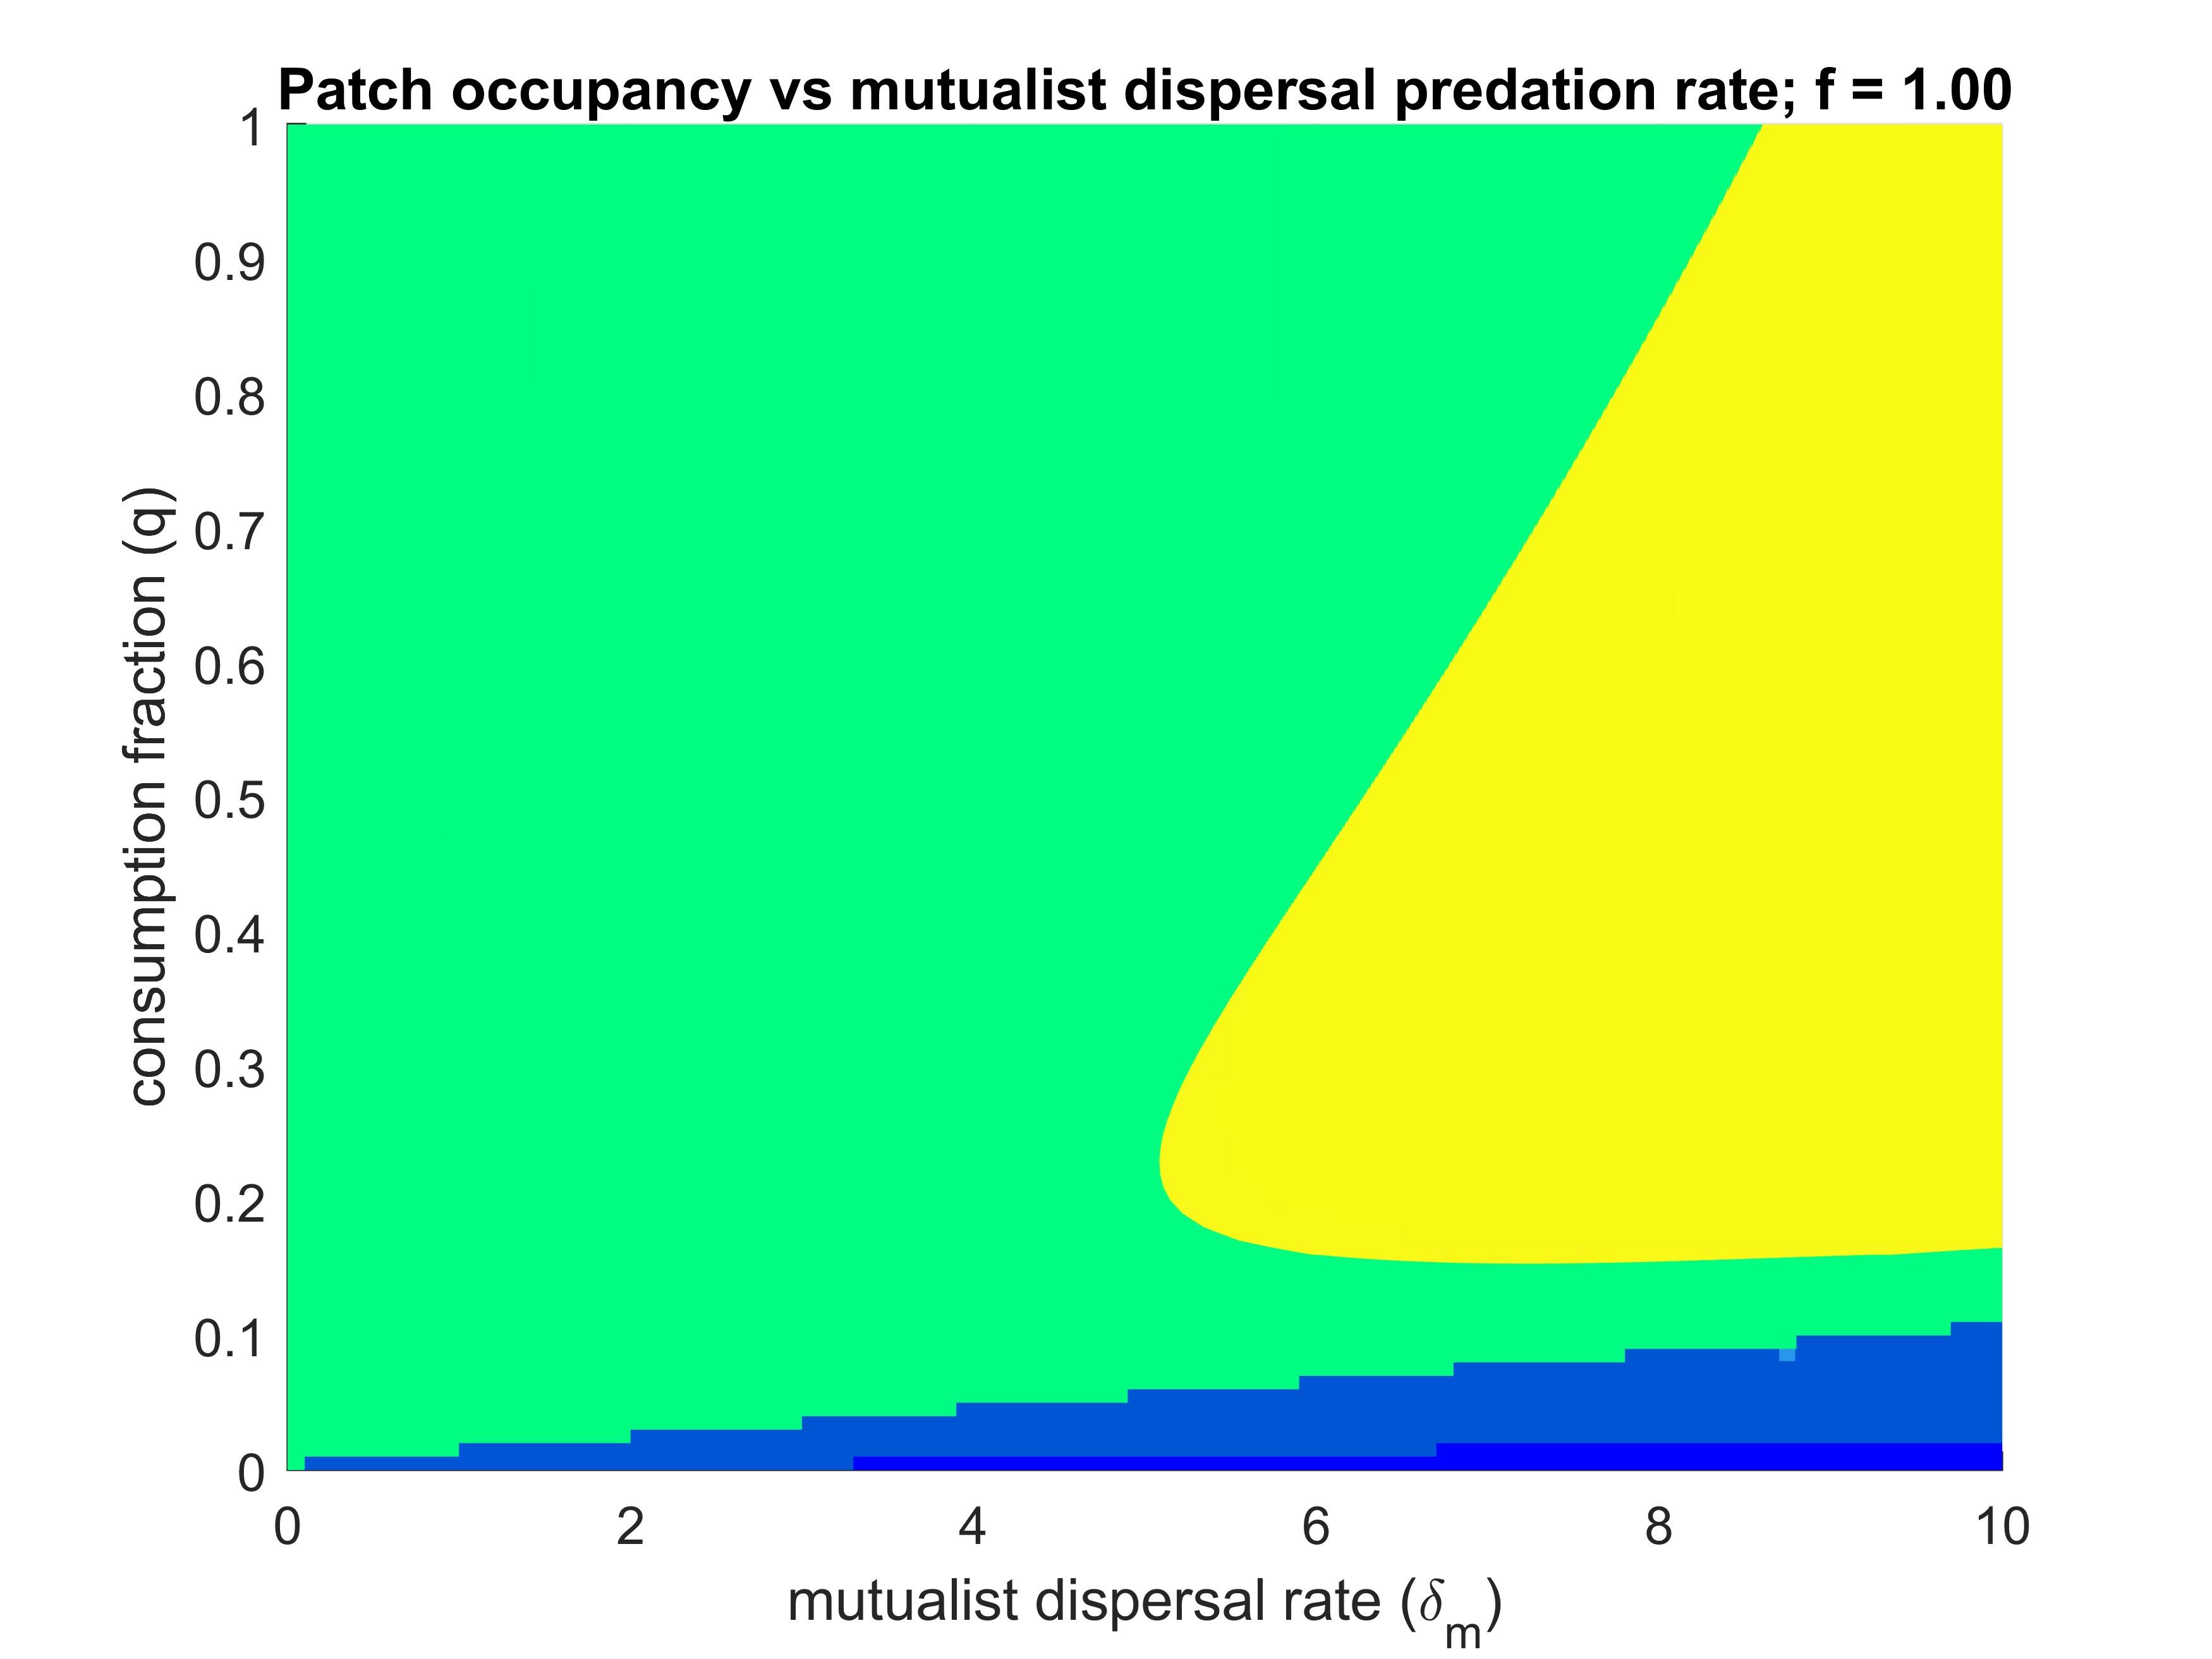 Patch occupancy vs mutualist dispersal predation rate; f = 1.00
1
0.9
0.8
0.7
0.6
0.5
0.4
0.3
0.2
0.1
0
consumption fraction (q)
0 2 4 6 8 10
mutualist dispersal rate (δm)